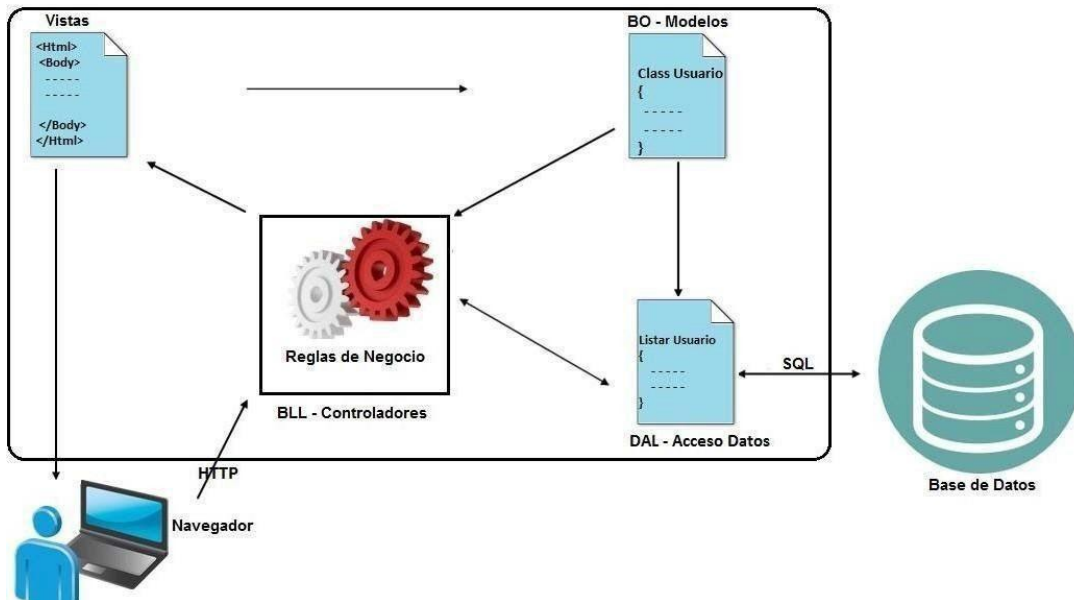 Vistas
<Html>
<Body>
- - - - -
- - - - -
</Body>
</Html>
BO - Modelos
Class Usuario
{
- - - - -
- - - - -
}
Reglas de Negocio
BLL - Controladores
Listar Usuario
{
- - - - -
- - - - -
}
DAL - Acceso Datos
SQL
Base de Datos
HTTP
Navegador